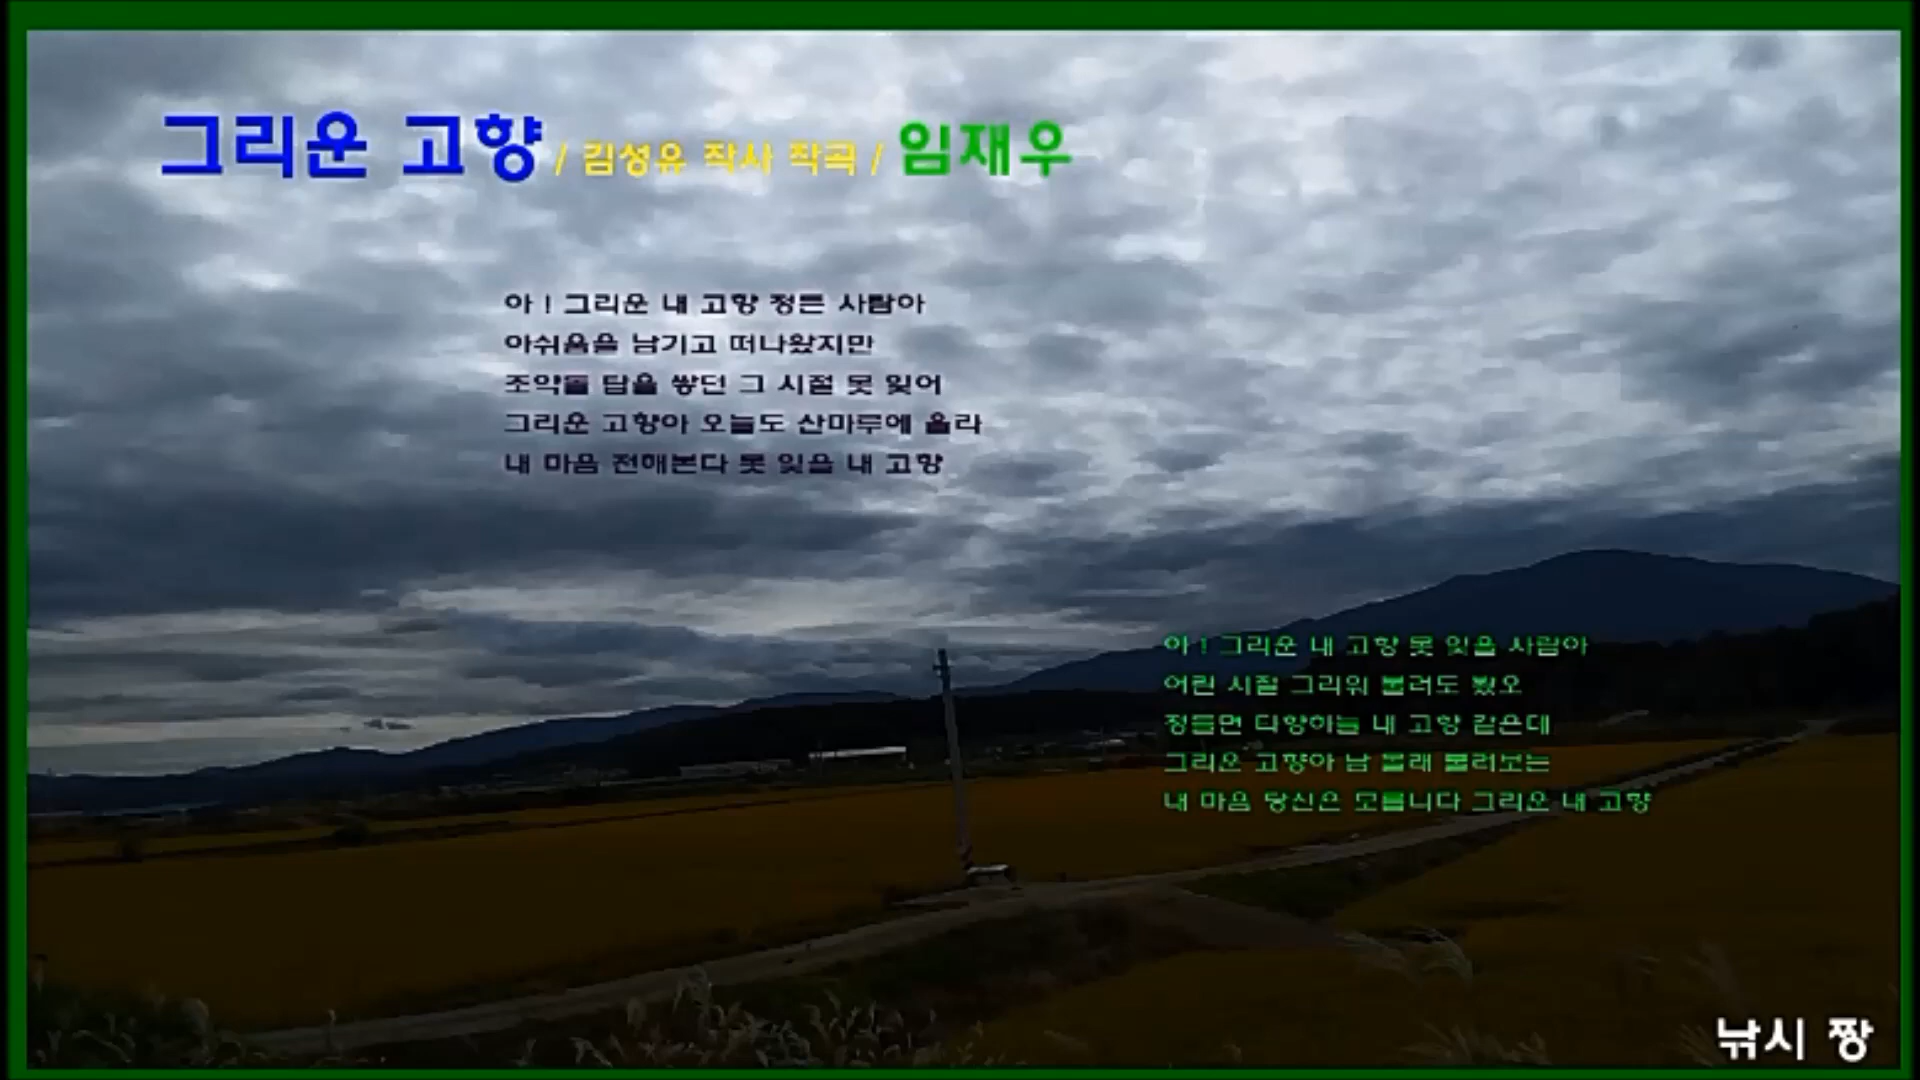 그리운 고향 / 김성유 작사 작곡 / 임재우
아 ! 그리운 내 고향 정든 사람아
아쉬움을 남기고 떠나왔지만
조약돌 탑을 쌓던 그 시절 못 잊어
그리운 고향아 오늘도 산마루에 올라
내 마음 전해본다 못 잊을 내 고향
아 ! 그리운 내 고향 못 잊을 사람아
어린 시절 그리워 불러도 봤오
정들면 타향이 내 고향 같은데
그리운 고향아 남 몰래 불러보는
내 마음 당신은 모릅니다 그리운 내 고향
낚시 짱